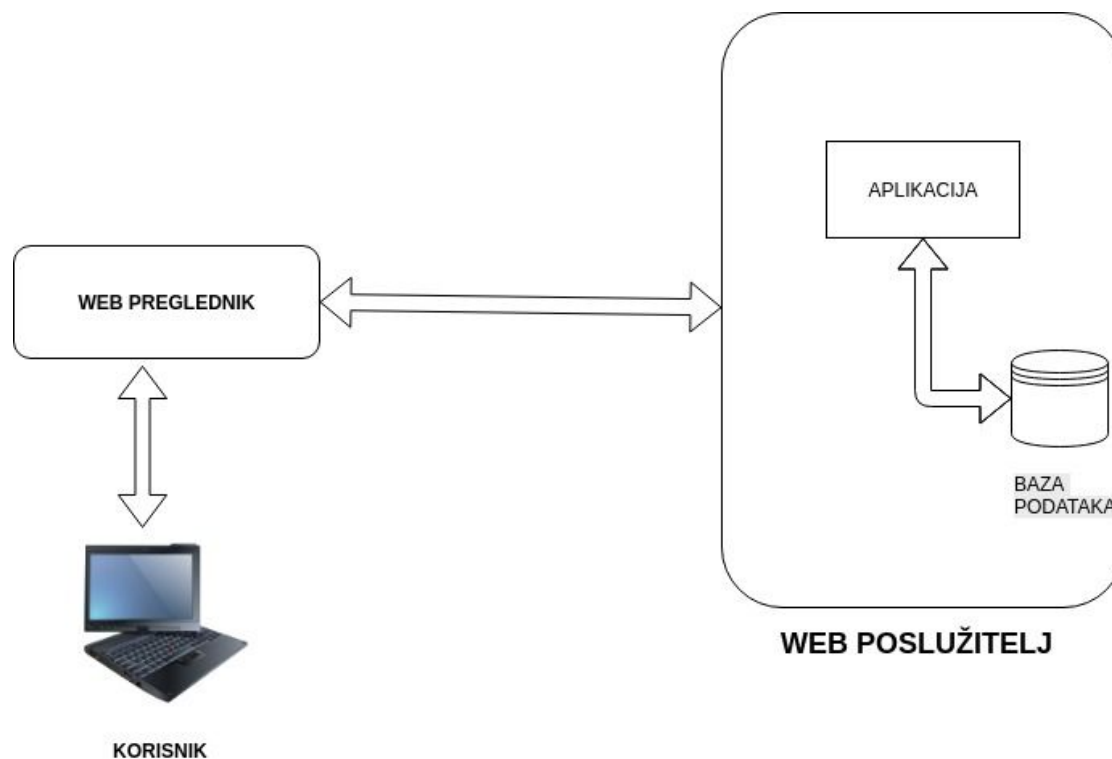 APLIKACIJA
WEB PREGLEDNIK
BAZA
PODATAKA
WEB POSLUŽITELJ
KORISNIK